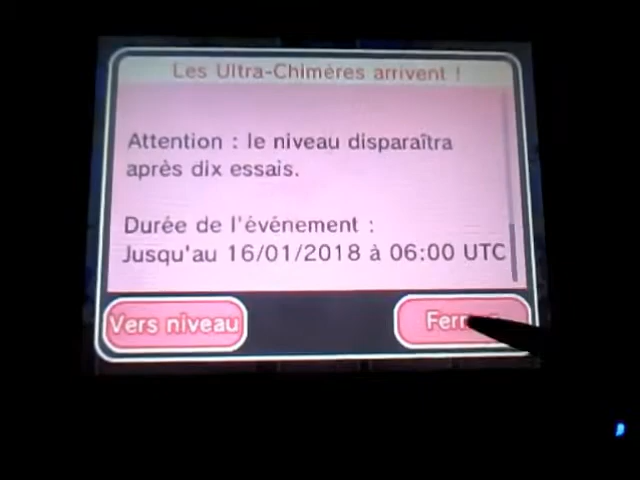 Les Ultra-Chimères arrivent !
Attention : le niveau disparaîtra
après dix essais.
Durée de l'événement :
Jusqu'au 16/01/2018 à 06:00 UTC
Vers niveau